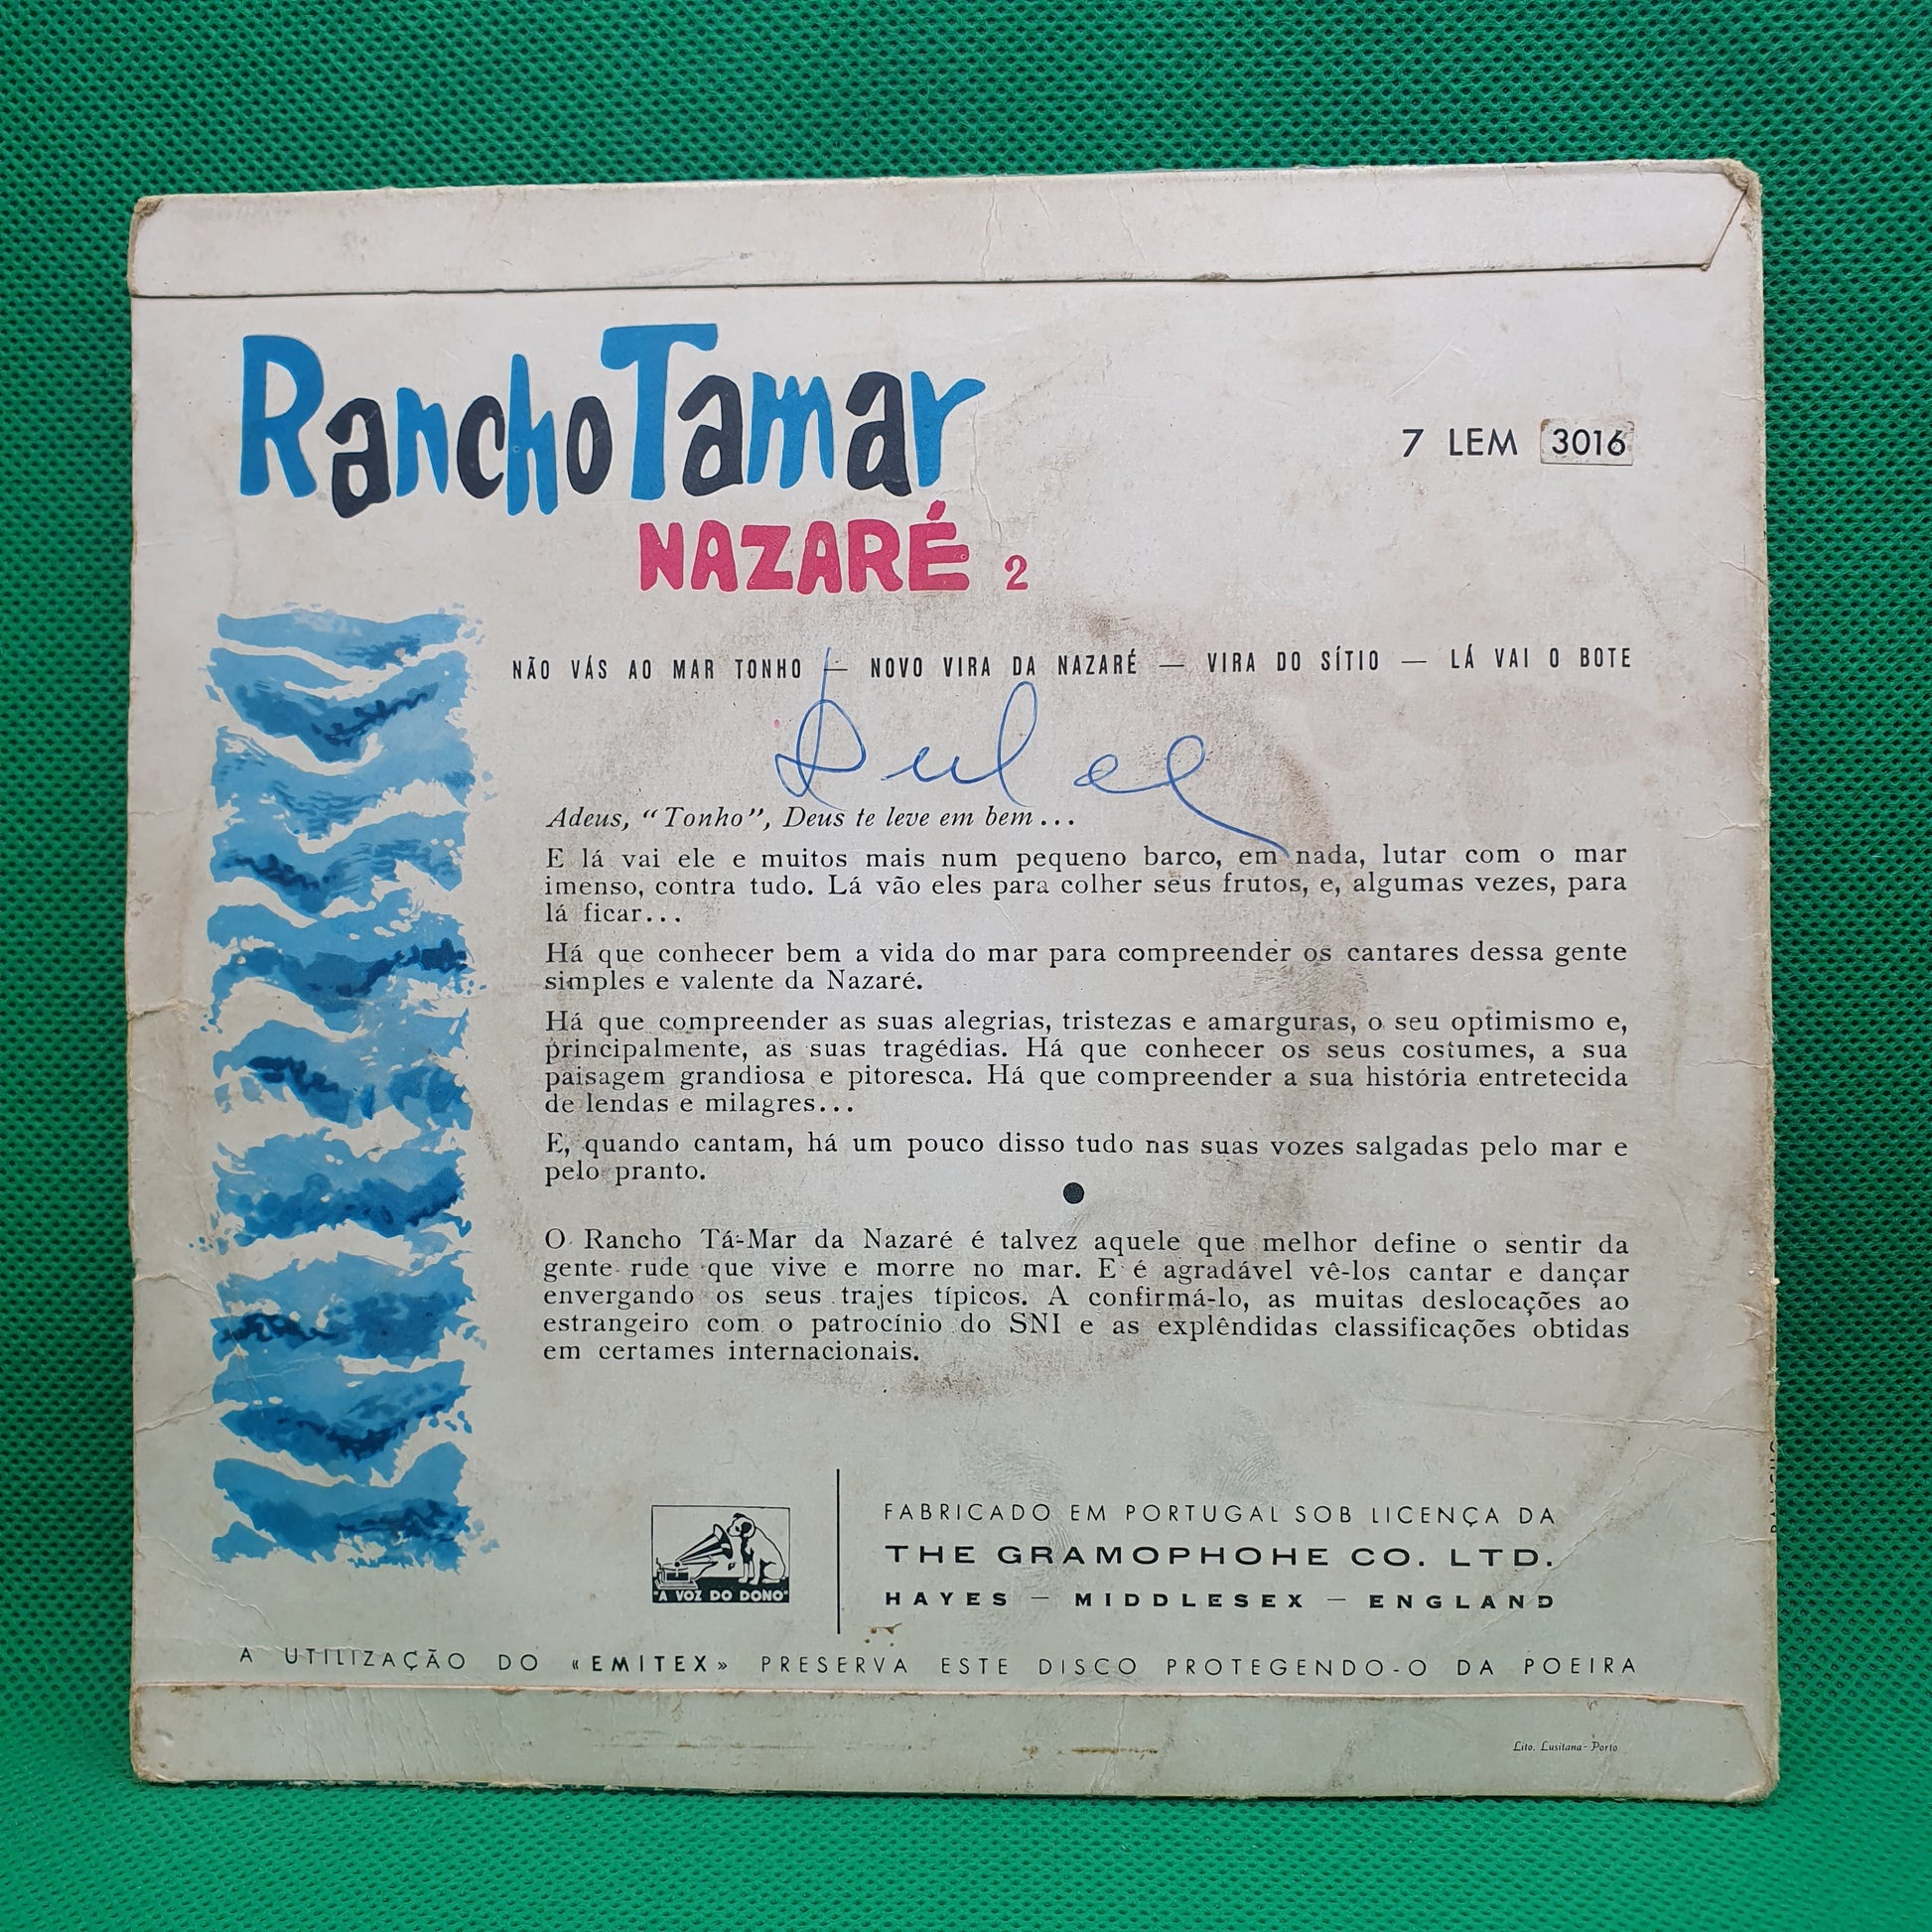 Rancho Tamar
NAZARÉ 2
7 LEM 3016
NÃO VÁS AO MAR TONHO — NOVO VIRA DA NAZARÉ — VIRA DO SÍTIO — LÁ VAI O BOTE
Dulce
Adeus, "Tonho", Deus te leve em bem...
E lá vai ele e muitos mais num pequeno barco, em nada, lutar com o mar
imenso, contra tudo. Lá vão eles para colher seus frutos, e, algumas vezes, para
lá ficar...
Há que conhecer bem a vida do mar para compreender os cantares dessa gente
simples e valente da Nazaré.
Há que compreender as suas alegrias, tristezas e amarguras, o seu optimismo e,
principalmente, as suas tragédias. Há que conhecer os seus costumes, a sua
paisagem grandiosa e pitoresca. Há que compreender a sua história entretecida
de lendas e milagres...
E, quando cantam, há um pouco disso tudo nas suas vozes salgadas pelo mar e
pelo pranto.
O Rancho Tá-Mar da Nazaré é talvez aquele que melhor define o sentir da
gente rude que vive e morre no mar. E é agradável vê-los cantar e dançar
envergando os seus trajes típicos. A confirmá-lo, as muitas deslocações ao
estrangeiro com o patrocínio do SNI e as explêndidas classificações obtidas
em certames internacionais.
"A VOZ DO DONO"
FABRICADO EM PORTUGAL SOB LICENÇA DA
THE GRAMOPHOHE CO. LTD.
HAYES — MIDDLESEX — ENGLAND
A UTILIZAÇÃO DO «EMITEX» PRESERVA ESTE DISCO PROTEGENDO-O DA POEIRA
Lito. Lusitana - Porto